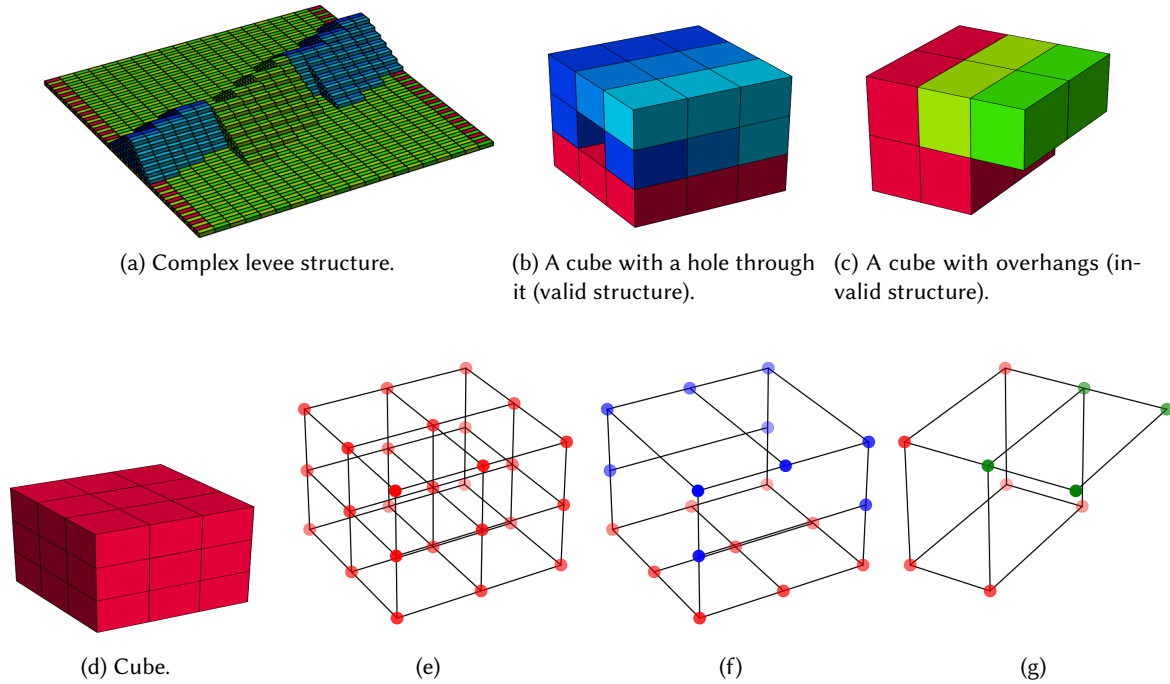 (a) Complex levee structure.
(b) A cube with a hole through
it (valid structure).
(c) A cube with overhangs (in-
valid structure).
(d) Cube.
(e)
(f)
(g)